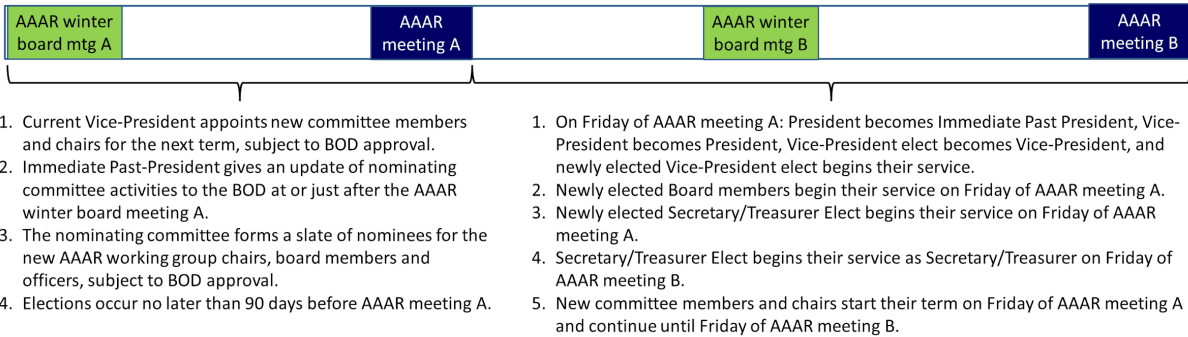 AAAR winter
board mtg A
AAAR
meeting A
AAAR winter
board mtg B
AAAR
meeting B
1. Current Vice-President appoints new committee members
and chairs for the next term, subject to BOD approval.
2. Immediate Past-President gives an update of nominating
committee activities to the BOD at or just after the AAAR
winter board meeting A.
3. The nominating committee forms a slate of nominees for the
new AAAR working group chairs, board members and
officers, subject to BOD approval.
4. Elections occur no later than 90 days before AAAR meeting A.
1. On Friday of AAAR meeting A: President becomes Immediate Past President, Vice-
President becomes President, Vice-President elect becomes Vice-President, and
newly elected Vice-President elect begins their service.
2. Newly elected Board members begin their service on Friday of AAAR meeting A.
3. Newly elected Secretary/Treasurer Elect begins their service on Friday of AAAR
meeting A.
4. Secretary/Treasurer Elect begins their service as Secretary/Treasurer on Friday of
AAAR meeting B.
5. New committee members and chairs start their term on Friday of AAAR meeting A
and continue until Friday of AAAR meeting B.